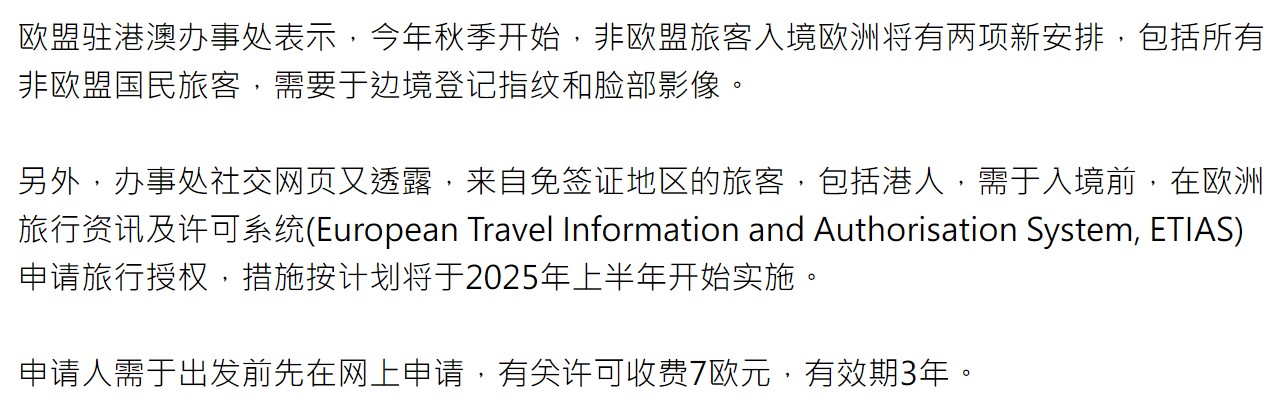 欧盟驻港澳办事处表示，今年秋季开始，非欧盟旅客入境欧洲将有两项新安排，包括所有
非欧盟国民旅客，需要于边境登记指纹和脸部影像。
另外，办事处社交网页又透露，来自免签证地区的旅客，包括港人，需于入境前，在欧洲
旅行资讯及许可系统(European Travel Information and Authorisation System, ETIAS)
申请旅行授权，措施按计划将于2025年上半年开始实施。
申请人需于出发前先在网上申请，有关许可收费7欧元，有效期3年。